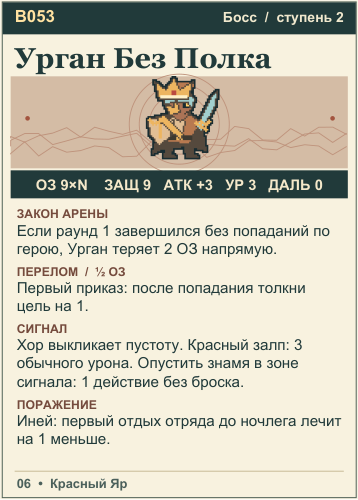 B053
Босс / ступень 2
Урган Без Полка
ОЗ 9×N ЗАЩ 9 АТК +3 УР 3 ДАЛЬ 0
ЗАКОН АРЕНЫ
Если раунд 1 завершился без попаданий по
герою, Урган теряет 2 ОЗ напрямую.
ПЕРЕЛОМ / ½ ОЗ
Первый приказ: после попадания толкни
цель на 1.
СИГНАЛ
Хор выкликает пустоту. Красный залп: 3
обычного урона. Опустить знамя в зоне
сигнала: 1 действие без броска.
ПОРАЖЕНИЕ
Иней: первый отдых отряда до ночлега лечит
на 1 меньше.
06 • Красный Яр